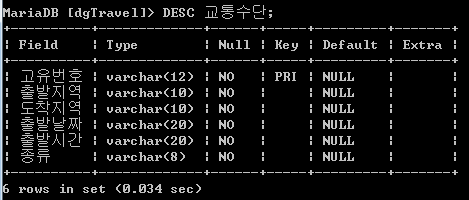 MariaDB [dgTravel]> DESC 교통수단;
+----------+-------------+------+-----+---------+-------+
| Field | Type | Null | Key | Default | Extra |
+----------+-------------+------+-----+---------+-------+
| 고유번호 | varchar(12) | NO | PRI | NULL | |
| 출발지역 | varchar(10) | NO | | NULL | |
| 도착지역 | varchar(10) | NO | | NULL | |
| 출발날짜 | varchar(20) | NO | | NULL | |
| 출발시간 | varchar(20) | NO | | NULL | |
| 종류 | varchar(8) | NO | | NULL | |
+----------+-------------+------+-----+---------+-------+
6 rows in set (0.034 sec)